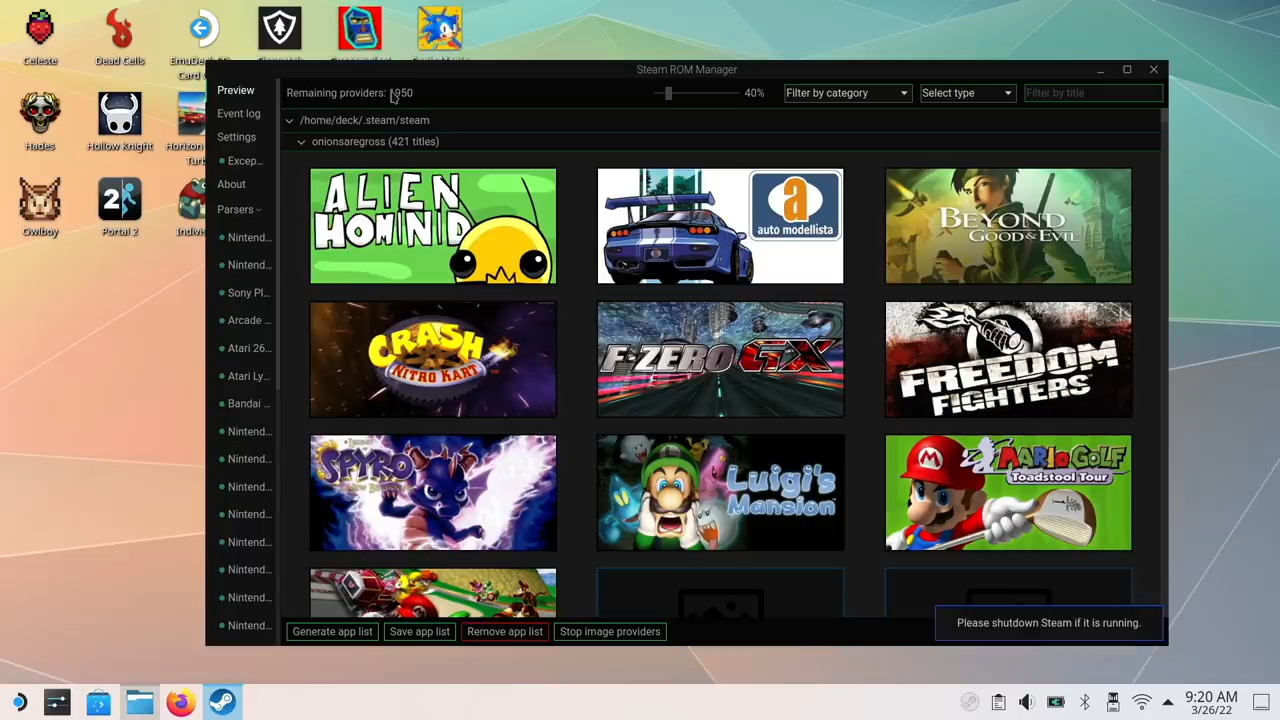 Celeste
Dead Cells
Steam ROM Manager
Preview
Remaining providers:
40%
Filter by category
Select type
Filter by title
Event log
/home/deck/.steam/steam
Hades
Hollow Knight
Settings
onionsaregross (421 titles)
Excep...
About
Parsers
ALIEN
HOMINID
a
auto modellista
BEYOND
GOOD & EVIL
2
Owlboy
Portal 2
Nintend...
Nintend...
Sony Pl...
Arcade ...
Atari 26...
Atari Ly...
Bandai ...
Nintend...
Nintend...
Nintend...
Nintend...
Nintend...
Nintend...
Nintend...
Nintend...
CRASH
NITRO KART
F-ZERO GX
FREEDOM
FIGHTERS
SPYRO
Luigi's
Mansion
MARIO GOLF
Toadstool Tour
Generate app list
Save app list
Remove app list
Stop image providers
Please shutdown Steam if it is running.
9:20 AM
3/26/22